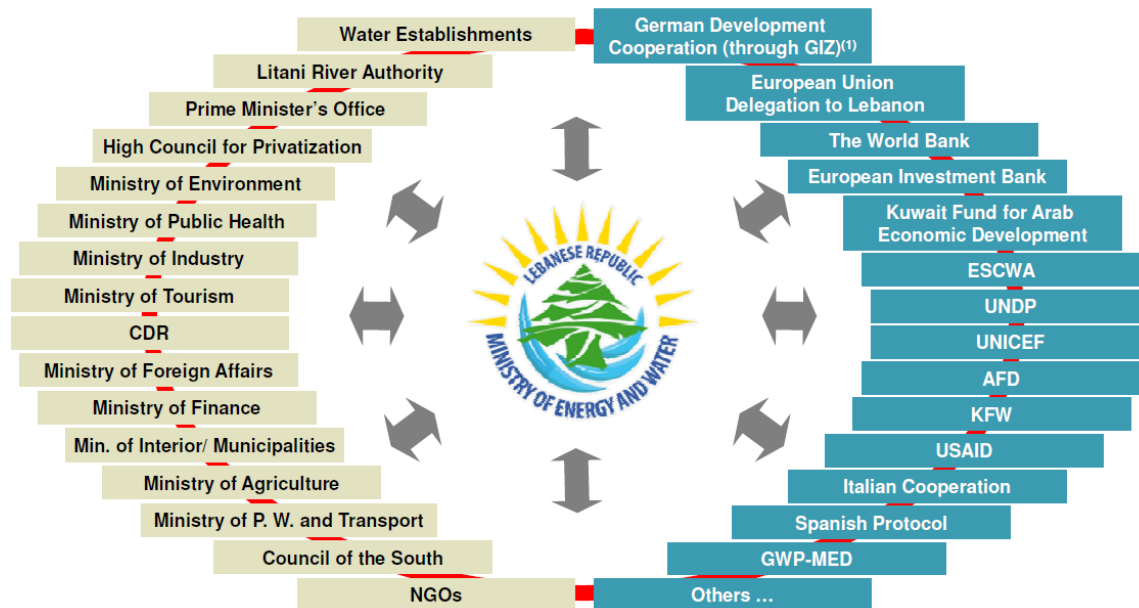 Water Establishments
Litani River Authority
Prime Minister’s Office
High Council for Privatization
Ministry of Environment
Ministry of Public Health
Ministry of Industry
Ministry of Tourism
CDR
Ministry of Foreign Affairs
Ministry of Finance
Min. of Interior/ Municipalities
Ministry of Agriculture
Ministry of P. W. and Transport
Council of the South
NGOs
LEBANESE REPUBLIC
MINISTRY OF ENERGY AND WATER
German Development
Cooperation (through GIZ)(1)
European Union
Delegation to Lebanon
The World Bank
European Investment Bank
Kuwait Fund for Arab
Economic Development
ESCWA
UNDP
UNICEF
AFD
KFW
USAID
Italian Cooperation
Spanish Protocol
GWP-MED
Others ...